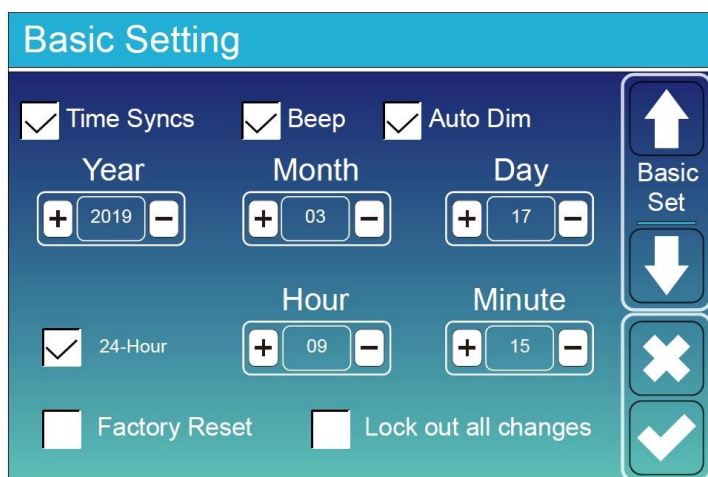 Basic Setting
Time Syncs Beep Auto Dim
Year Month Day
+ 2019 − + 03 − + 17 −
Basic
Set
Hour Minute
24-Hour + 09 − + 15 −
Factory Reset Lock out all changes